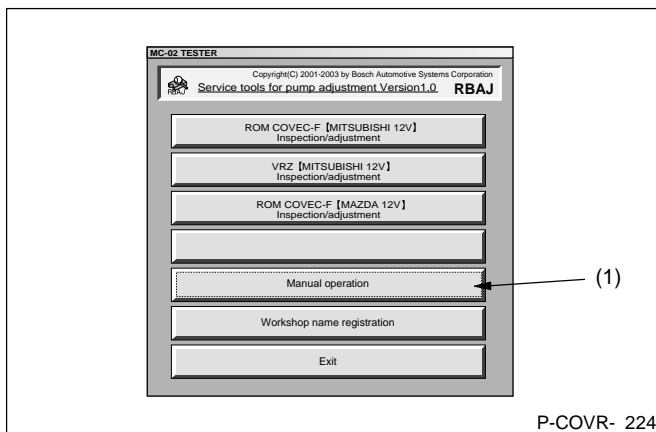 MC-02 TESTER
Copyright(C) 2001-2003 by Bosch Automotive Systems Corporation
RBAJ
Service tools for pump adjustment Version1.0 RBAJ
ROM COVEC-F【MITSUBISHI 12V】
Inspection/adjustment
VRZ【MITSUBISHI 12V】
Inspection/adjustment
ROM COVEC-F【MAZDA 12V】
Inspection/adjustment
Manual operation
(1)
Workshop name registration
Exit
P-COVR- 224